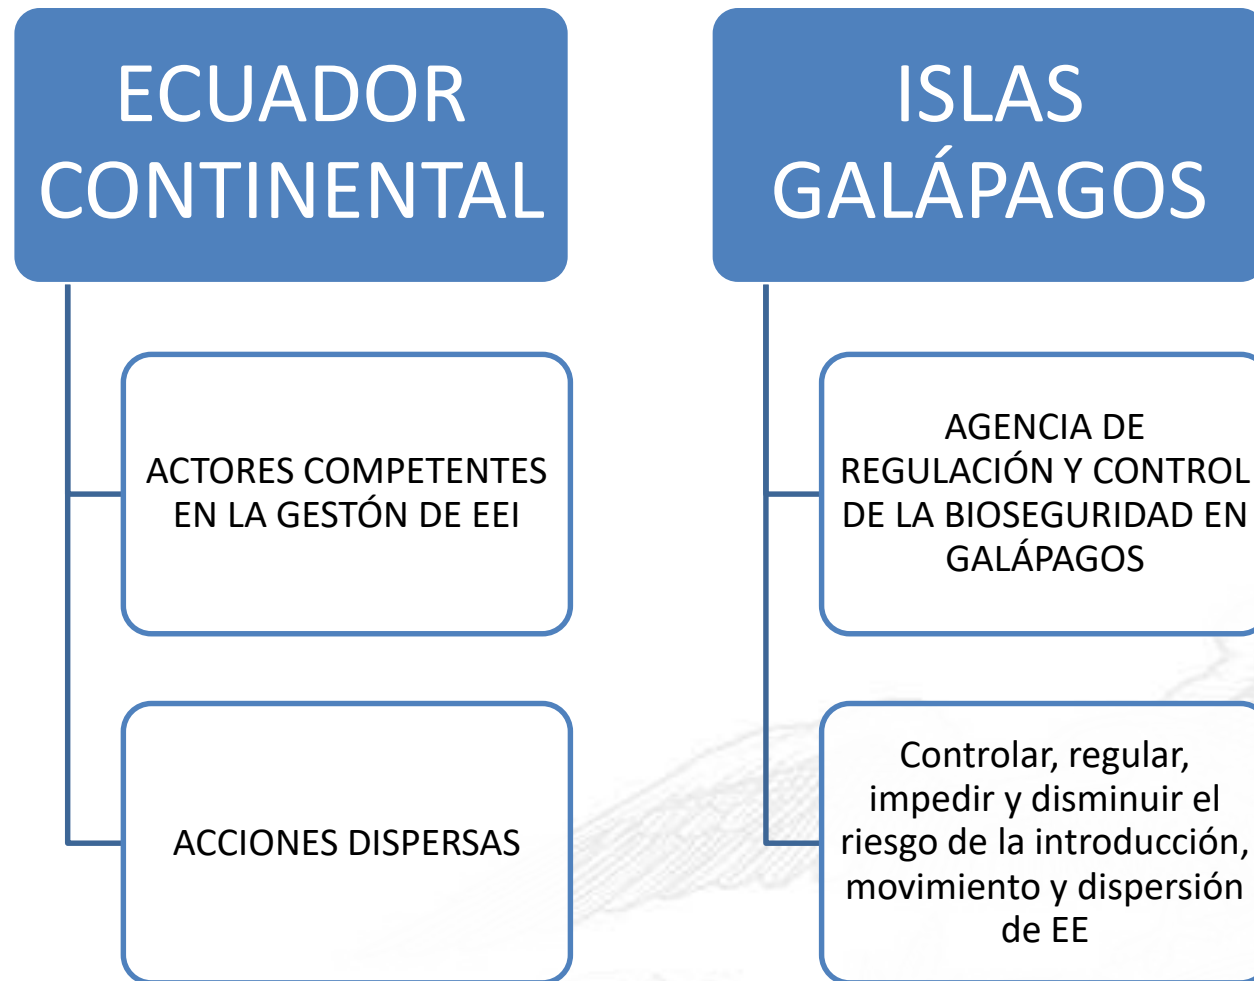 ECUADOR
CONTINENTAL
ACTORES COMPETENTES
EN LA GESTIÓN DE EEI
ACCIONES DISPERSAS
ISLAS
GALÁPAGOS
AGENCIA DE
REGULACIÓN Y CONTROL
DE LA BIOSEGURIDAD EN
GALÁPAGOS
Controlar, regular,
impedir y disminuir el
riesgo de la introducción,
movimiento y dispersión
de EE